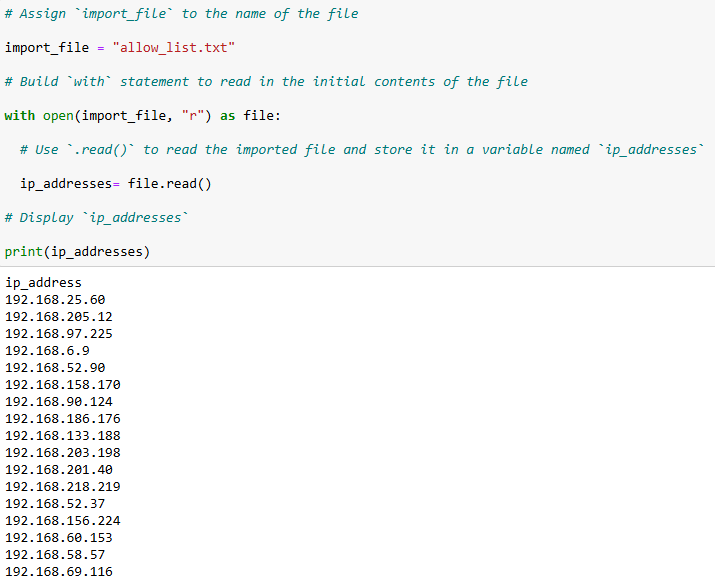 # Assign `import_file` to the name of the file
import_file = "allow_list.txt"
# Build `with` statement to read in the initial contents of the file
with open(import_file, "r") as file:
# Use `.read()` to read the imported file and store it in a variable named `ip_addresses`
ip_addresses= file.read()
# Display `ip_addresses`
print(ip_addresses)
ip_address
192.168.25.60
192.168.205.12
192.168.97.225
192.168.6.9
192.168.52.90
192.168.158.170
192.168.90.124
192.168.186.176
192.168.133.188
192.168.203.198
192.168.201.40
192.168.218.219
192.168.52.37
192.168.156.224
192.168.60.153
192.168.58.57
192.168.69.116